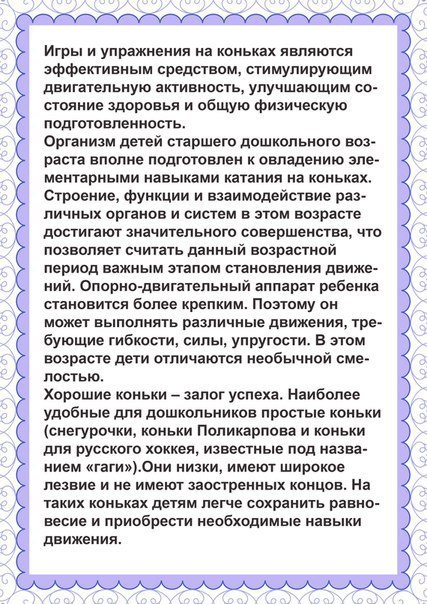 Игры и упражнения на коньках являются
эффективным средством, стимулирующим
двигательную активность, улучшающим со-
стояние здоровья и общую физическую
подготовленность.
Организм детей старшего дошкольного воз-
раста вполне подготовлен к овладению эле-
ментарными навыками катания на коньках.
Строение, функции и взаимодействие раз-
личных органов и систем в этом возрасте
достигают значительного совершенства, что
позволяет считать данный возрастной
период важным этапом становления движе-
ний. Опорно-двигательный аппарат ребенка
становится более крепким. Поэтому он
может выполнять различные движения, тре-
бующие гибкости, силы, упругости. В этом
возрасте дети отличаются необычной сме-
лостью.
Хорошие коньки – залог успеха. Наиболее
удобные для дошкольников простые коньки
(снегурочки, коньки Поликарпова и коньки
для русского хоккея, известные под назва-
нием «гаги»).Они низки, имеют широкое
лезвие и не имеют заостренных концов. На
таких коньках детям легче сохранить равно-
весие и приобрести необходимые навыки
движения.